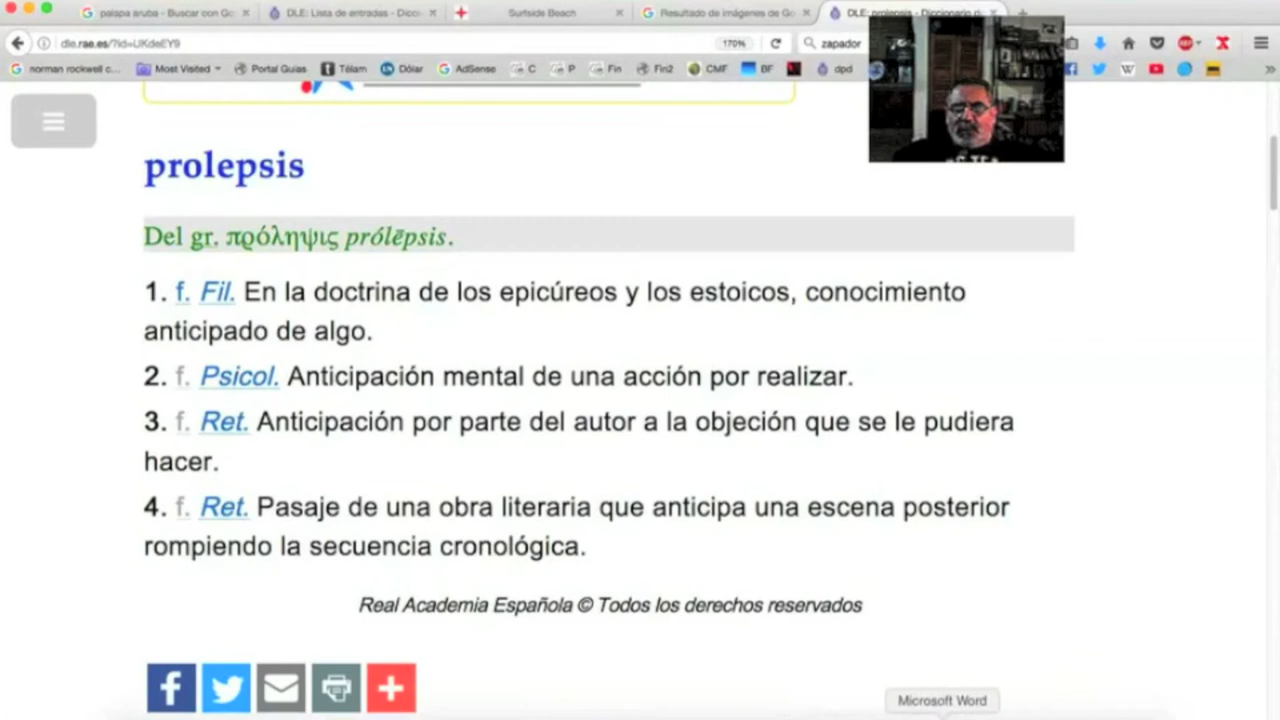 palapa aruba - Buscar con Go
DLE: Lista de entradas - Dicci
Surfside Beach
Resultado de imágenes de Go
DLE: prolepsis - Diccionario de
dle.rae.es/?id=UKdeEY9
170%
zapador
norman rockwell c...
Most Visited
Portal Guias
Télam
Dólar
AdSense
C
P
Fin
Fin2
CMF
BF
dpd
prolepsis
Del gr. πρόληψις prólēpsis.
1. f. Fil. En la doctrina de los epicúreos y los estoicos, conocimiento
anticipado de algo.
2. f. Psicol. Anticipación mental de una acción por realizar.
3. f. Ret. Anticipación por parte del autor a la objeción que se le pudiera
hacer.
4. f. Ret. Pasaje de una obra literaria que anticipa una escena posterior
rompiendo la secuencia cronológica.
Real Academia Española © Todos los derechos reservados
Microsoft Word